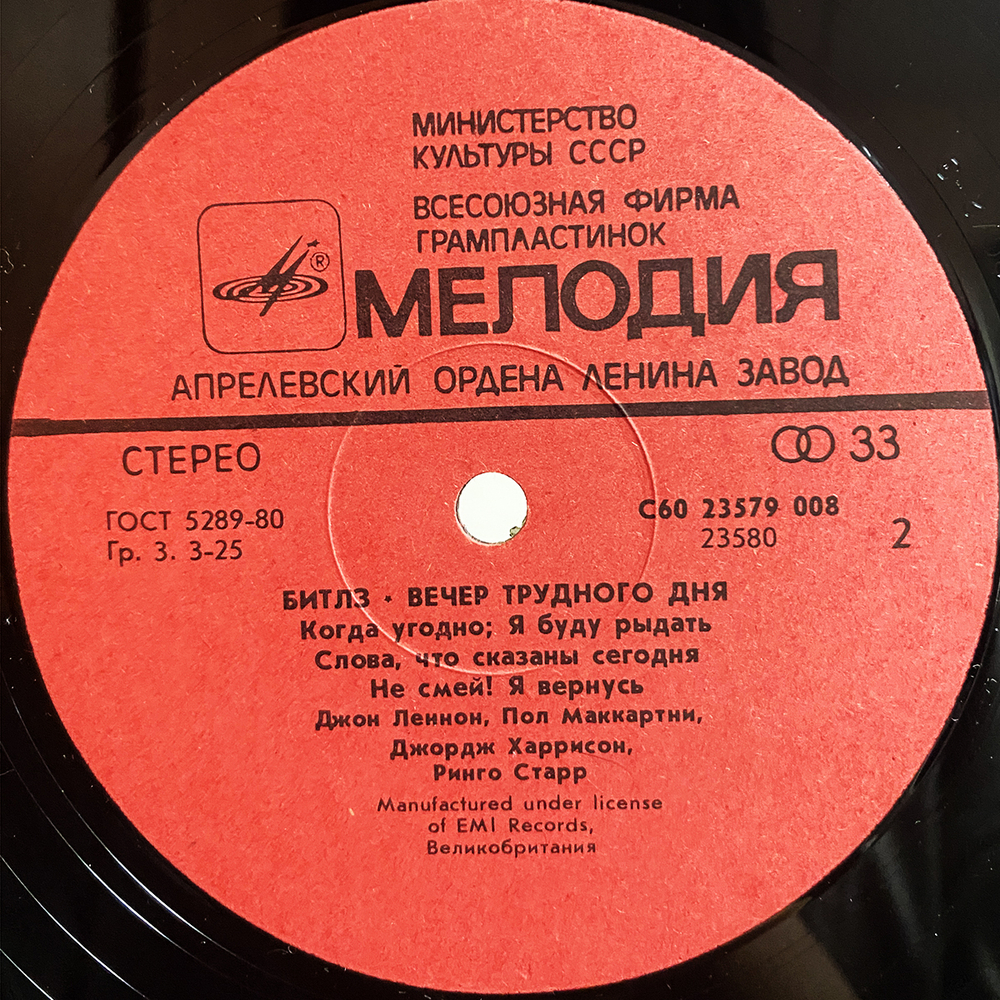 МИНИСТЕРСТВО
КУЛЬТУРЫ СССР
ВСЕСОЮЗНАЯ ФИРМА
ГРАМПЛАСТИНОК
®
МЕЛОДИЯ
АПРЕЛЕВСКИЙ ОРДЕНА ЛЕНИНА ЗАВОД
СТЕРЕО
33
ГОСТ 5289-80
Гр. 3. 3-25
С60 23579 008
23580
2
БИТЛЗ • ВЕЧЕР ТРУДНОГО ДНЯ
Когда угодно; Я буду рыдать
Слова, что сказаны сегодня
Не смей! Я вернусь
Джон Леннон, Пол Маккартни,
Джордж Харрисон,
Ринго Старр
Manufactured under license
of EMI Records,
Великобритания